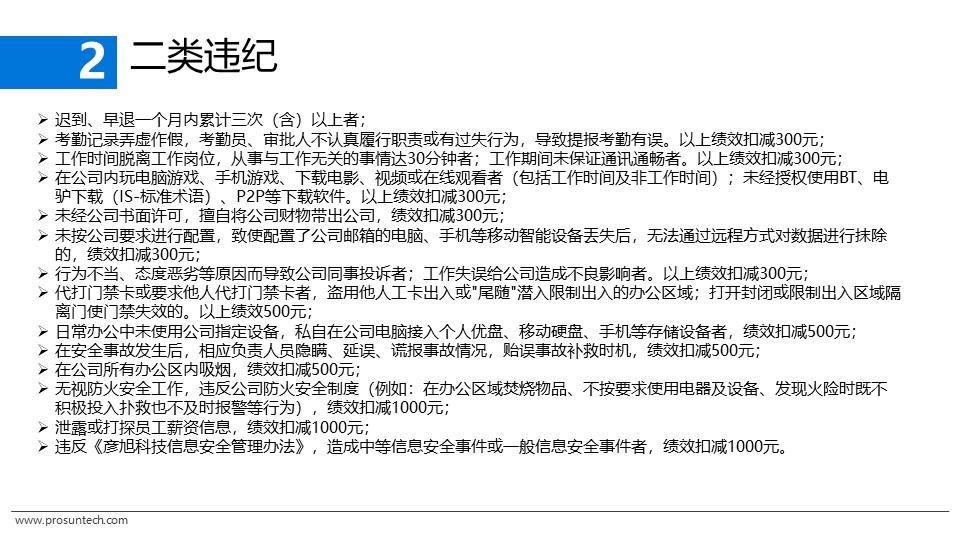 2
二类违纪
➢ 迟到、早退一个月内累计三次（含）以上者；
➢ 考勤记录弄虚作假，考勤员、审批人不认真履行职责或有过失行为，导致提报考勤有误。以上绩效扣减300元；
➢ 工作时间脱离工作岗位，从事与工作无关的事情达30分钟者；工作期间未保证通讯通畅者。以上绩效扣减300元；
➢ 在公司内玩电脑游戏、手机游戏、下载电影、视频或在线观看者（包括工作时间及非工作时间）；未经授权使用BT、电
驴下载（IS-标准术语）、P2P等下载软件。以上绩效扣减300元；
➢ 未经公司书面许可，擅自将公司财物带出公司，绩效扣减300元；
➢ 未按公司要求进行配置，致使配置了公司邮箱的电脑、手机等移动智能设备丢失后，无法通过远程方式对数据进行抹除
的，绩效扣减300元；
➢ 行为不当、态度恶劣等原因而导致公司同事投诉者；工作失误给公司造成不良影响者。以上绩效扣减300元；
➢ 代打门禁卡或要求他人代打门禁卡者，盗用他人工卡出入或"尾随"潜入限制出入的办公区域；打开封闭或限制出入区域隔
离门使门禁失效的。以上绩效500元；
➢ 日常办公中未使用公司指定设备，私自在公司电脑接入个人优盘、移动硬盘、手机等存储设备者，绩效扣减500元；
➢ 在安全事故发生后，相应负责人员隐瞒、延误、谎报事故情况，贻误事故补救时机，绩效扣减500元；
➢ 在公司所有办公区内吸烟，绩效扣减500元；
➢ 无视防火安全工作，违反公司防火安全制度（例如：在办公区域焚烧物品、不按要求使用电器及设备、发现火险时既不
积极投入扑救也不及时报警等行为），绩效扣减1000元；
➢ 泄露或打探员工薪资信息，绩效扣减1000元；
➢ 违反《彦旭科技信息安全管理办法》，造成中等信息安全事件或一般信息安全事件者，绩效扣减1000元。
www.prosuntech.com